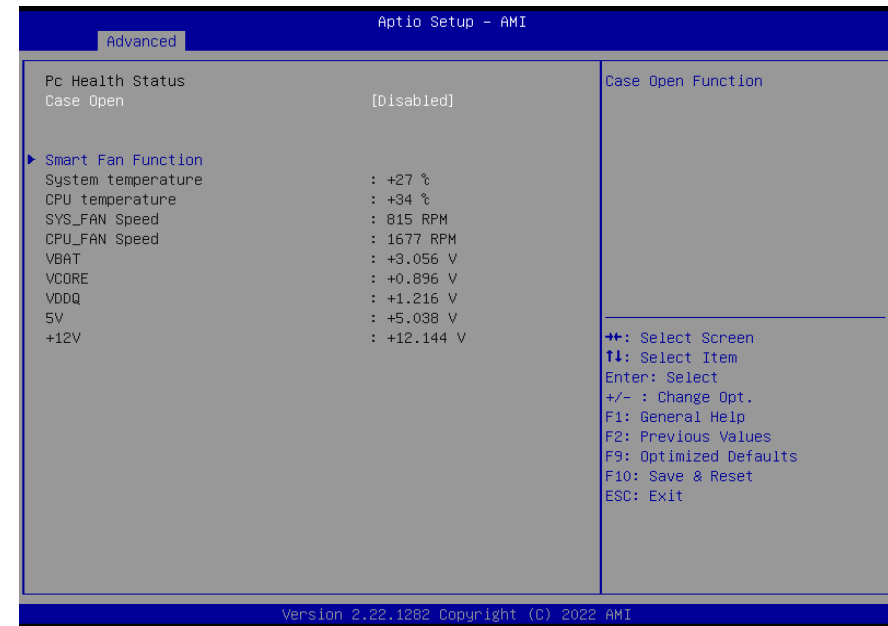 Aptio Setup – AMI
Advanced
Pc Health Status
Case Open [Disabled]
Smart Fan Function
System temperature : +27 ℃
CPU temperature : +34 ℃
SYS_FAN Speed : 815 RPM
CPU_FAN Speed : 1677 RPM
VBAT : +3.056 V
VCORE : +0.896 V
VDDQ : +1.216 V
5V : +5.038 V
+12V : +12.144 V
Case Open Function
→←: Select Screen
↑↓: Select Item
Enter: Select
+/- : Change Opt.
F1: General Help
F2: Previous Values
F9: Optimized Defaults
F10: Save & Reset
ESC: Exit
Version 2.22.1282 Copyright (C) 2022 AMI